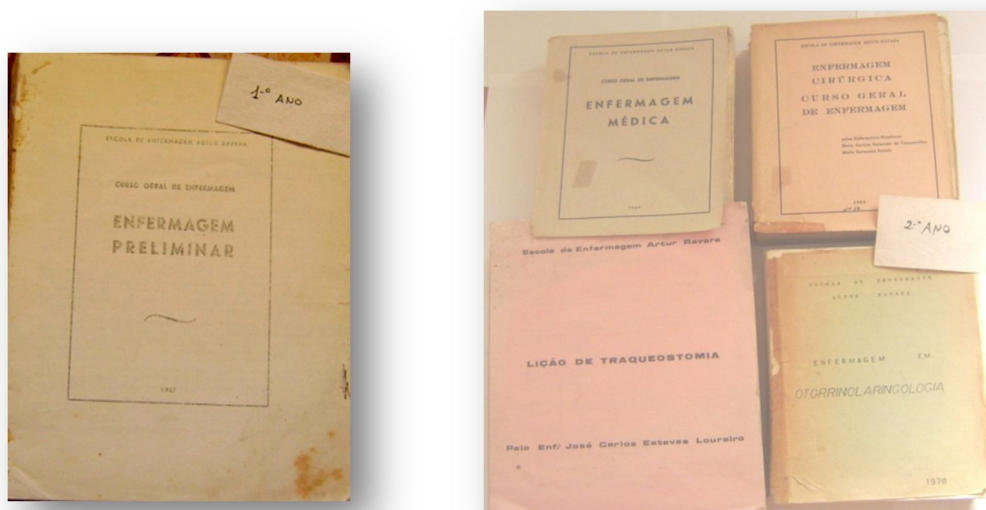 1.º ANO
ESCOLA DE ENFERMAGEM ARTUR RAVARA
CURSO GERAL DE ENFERMAGEM
ENFERMAGEM
PRELIMINAR
ESCOLA DE ENFERMAGEM ARTUR RAVARA
CURSO GERAL DE ENFERMAGEM
ENFERMAGEM
MÉDICA
ESCOLA DE ENFERMAGEM ARTUR RAVARA
ENFERMAGEM
CIRÚRGICA
CURSO GERAL
DE ENFERMAGEM
2.º ANO
Escola de Enfermagem Artur Ravara
LIÇÃO DE TRAQUEOSTOMIA
Pelo Enf.º José Carlos Esteves Loureiro
ESCOLA DE ENFERMAGEM
ARTUR RAVARA
ENFERMAGEM EM
OTORRINOLARINGOLOGIA
1970